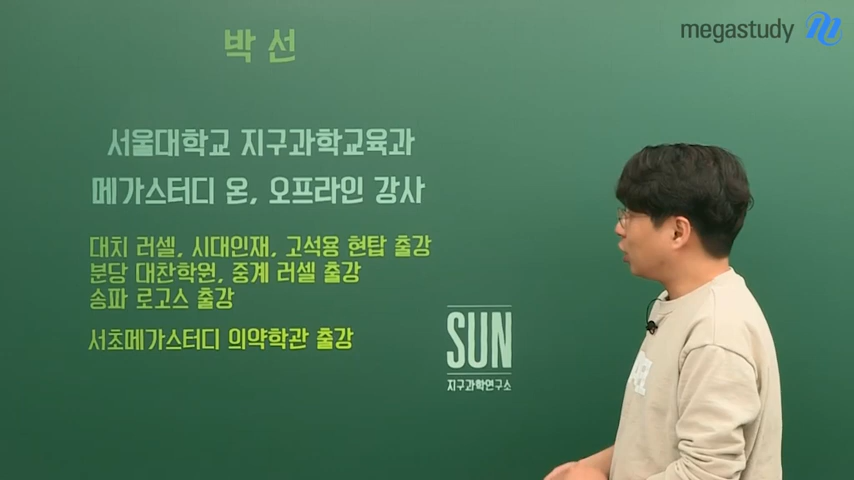 megastudy
박 선
서울대학교 지구과학교육과
메가스터디 온, 오프라인 강사
대치 러셀, 시대인재, 고석용 현탑 출강
분당 대찬학원, 중계 러셀 출강
송파 로고스 출강
서초메가스터디 의약학관 출강
SUN
지구과학연구소